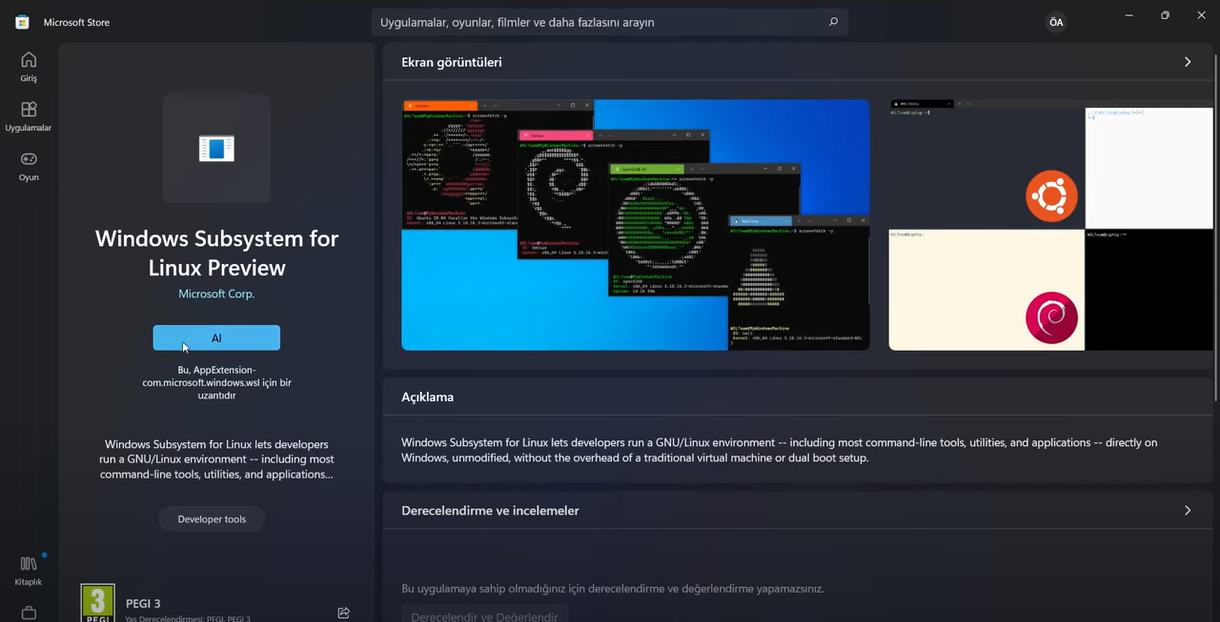 Microsoft Store
Uygulamalar, oyunlar, filmler ve daha fazlasını arayın
ÖA
Giriş
Uygulamalar
Oyun
Kitaplık
Windows Subsystem for
Linux Preview
Microsoft Corp.
Al
Bu, AppExtension-
com.microsoft.windows.wsl için bir
uzantıdır
Windows Subsystem for Linux lets developers
run a GNU/Linux environment -- including most
command-line tools, utilities, and applications...
Developer tools
3
PEGI
PEGI 3
Yaş Derecelendirmesi: PEGI, PEGI 3
Ekran görüntüleri
Açıklama
Windows Subsystem for Linux lets developers run a GNU/Linux environment -- including most command-line tools, utilities, and applications -- directly on
Windows, unmodified, without the overhead of a traditional virtual machine or dual boot setup.
Derecelendirme ve incelemeler
Bu uygulamaya sahip olmadığınız için derecelendirme ve değerlendirme yapamazsınız.
Derecelendir ve Değerlendir